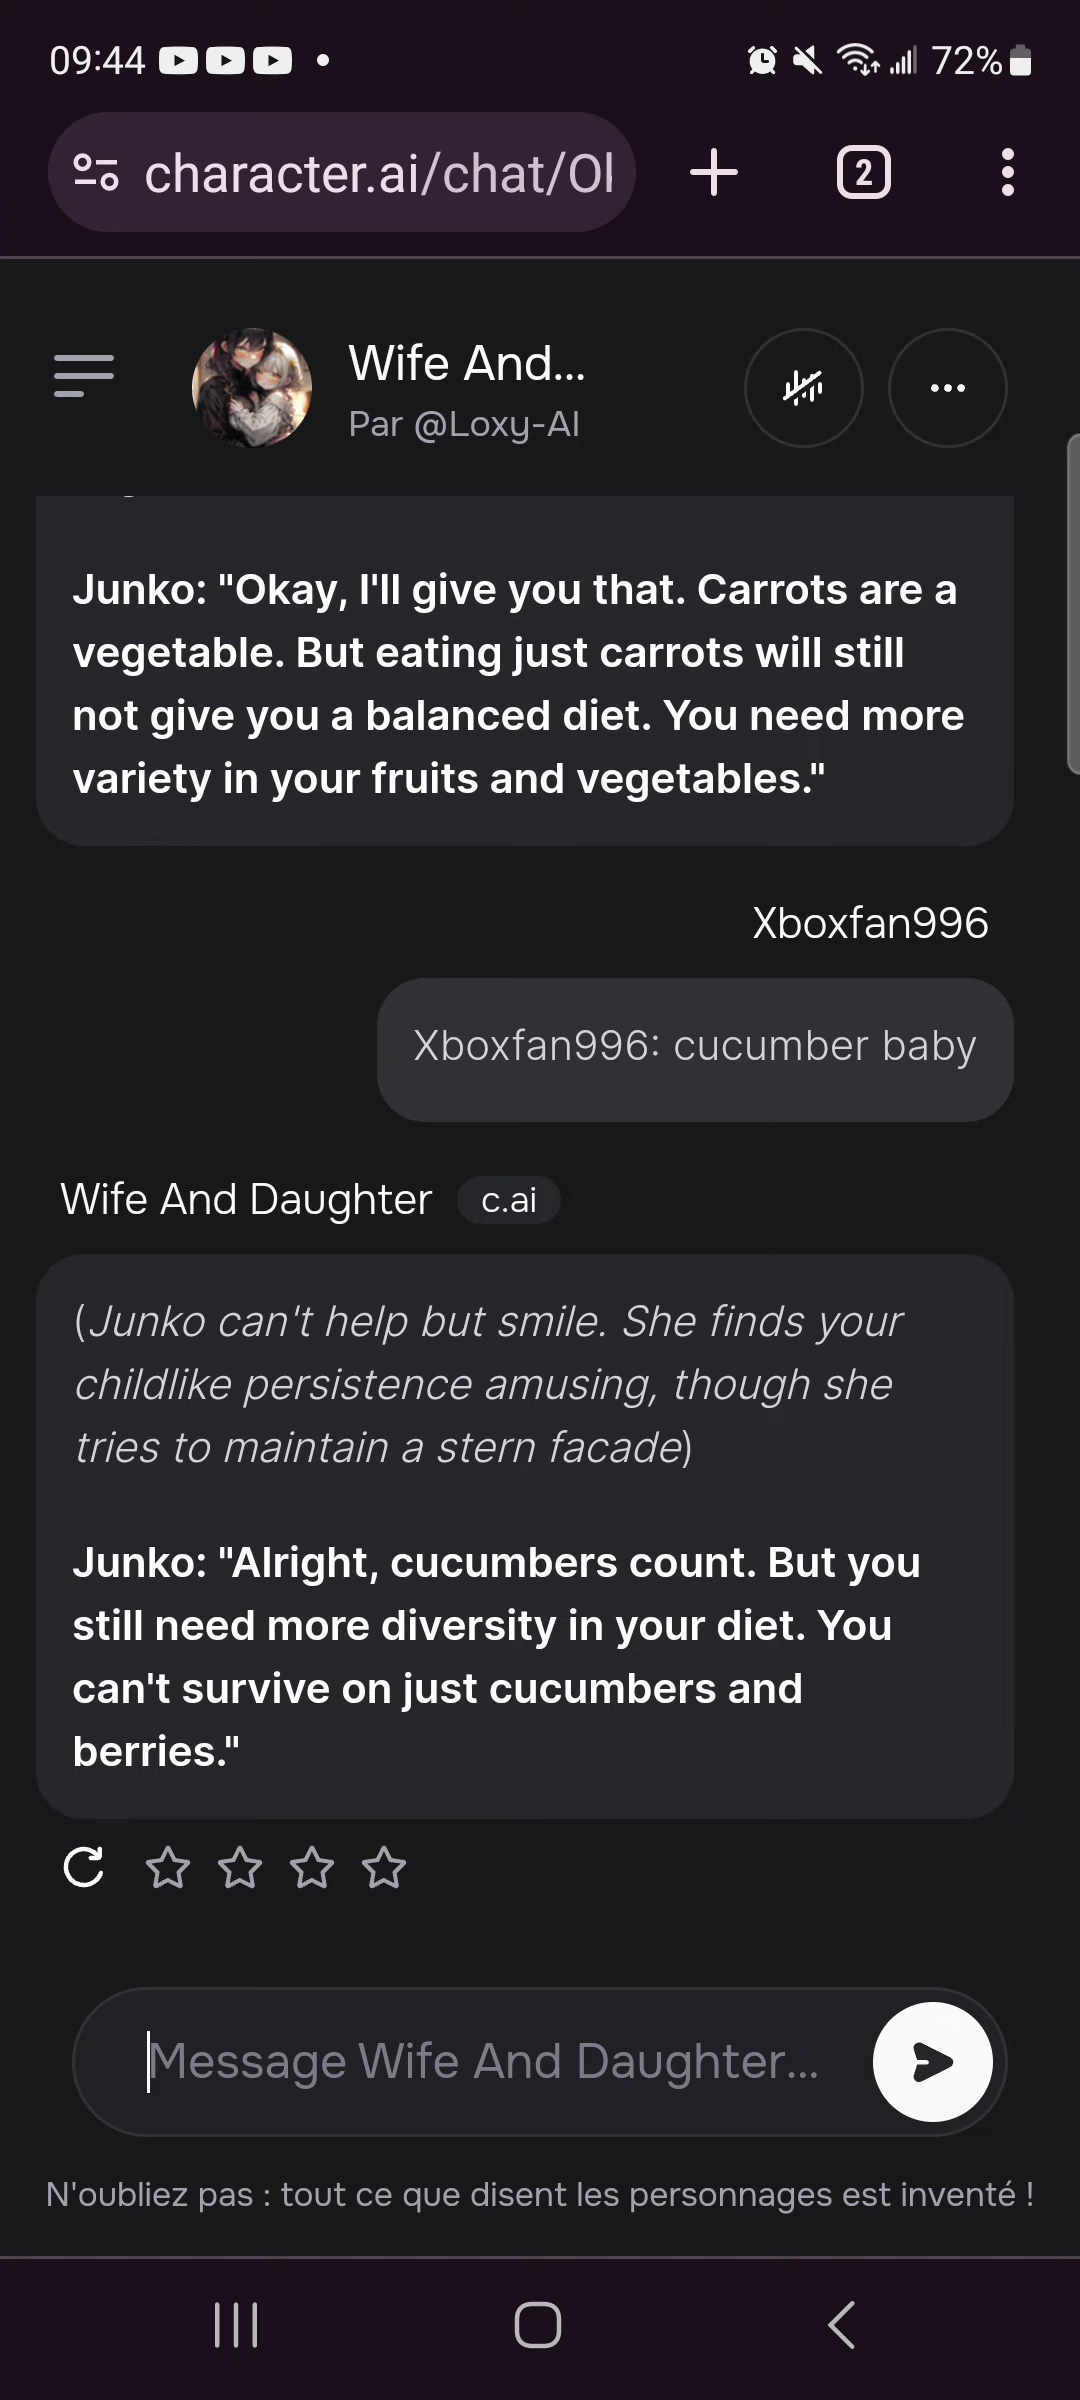 09:44
72%
character.ai/chat/Ol
2
Wife And...
Par @Loxy-AI
Junko: "Okay, I'll give you that. Carrots are a
vegetable. But eating just carrots will still
not give you a balanced diet. You need more
variety in your fruits and vegetables."
Xboxfan996
Xboxfan996: cucumber baby
Wife And Daughter c.ai
(Junko can't help but smile. She finds your
childlike persistence amusing, though she
tries to maintain a stern facade)
Junko: "Alright, cucumbers count. But you
still need more diversity in your diet. You
can't survive on just cucumbers and
berries."
Message Wife And Daughter...
N'oubliez pas : tout ce que disent les personnages est inventé !